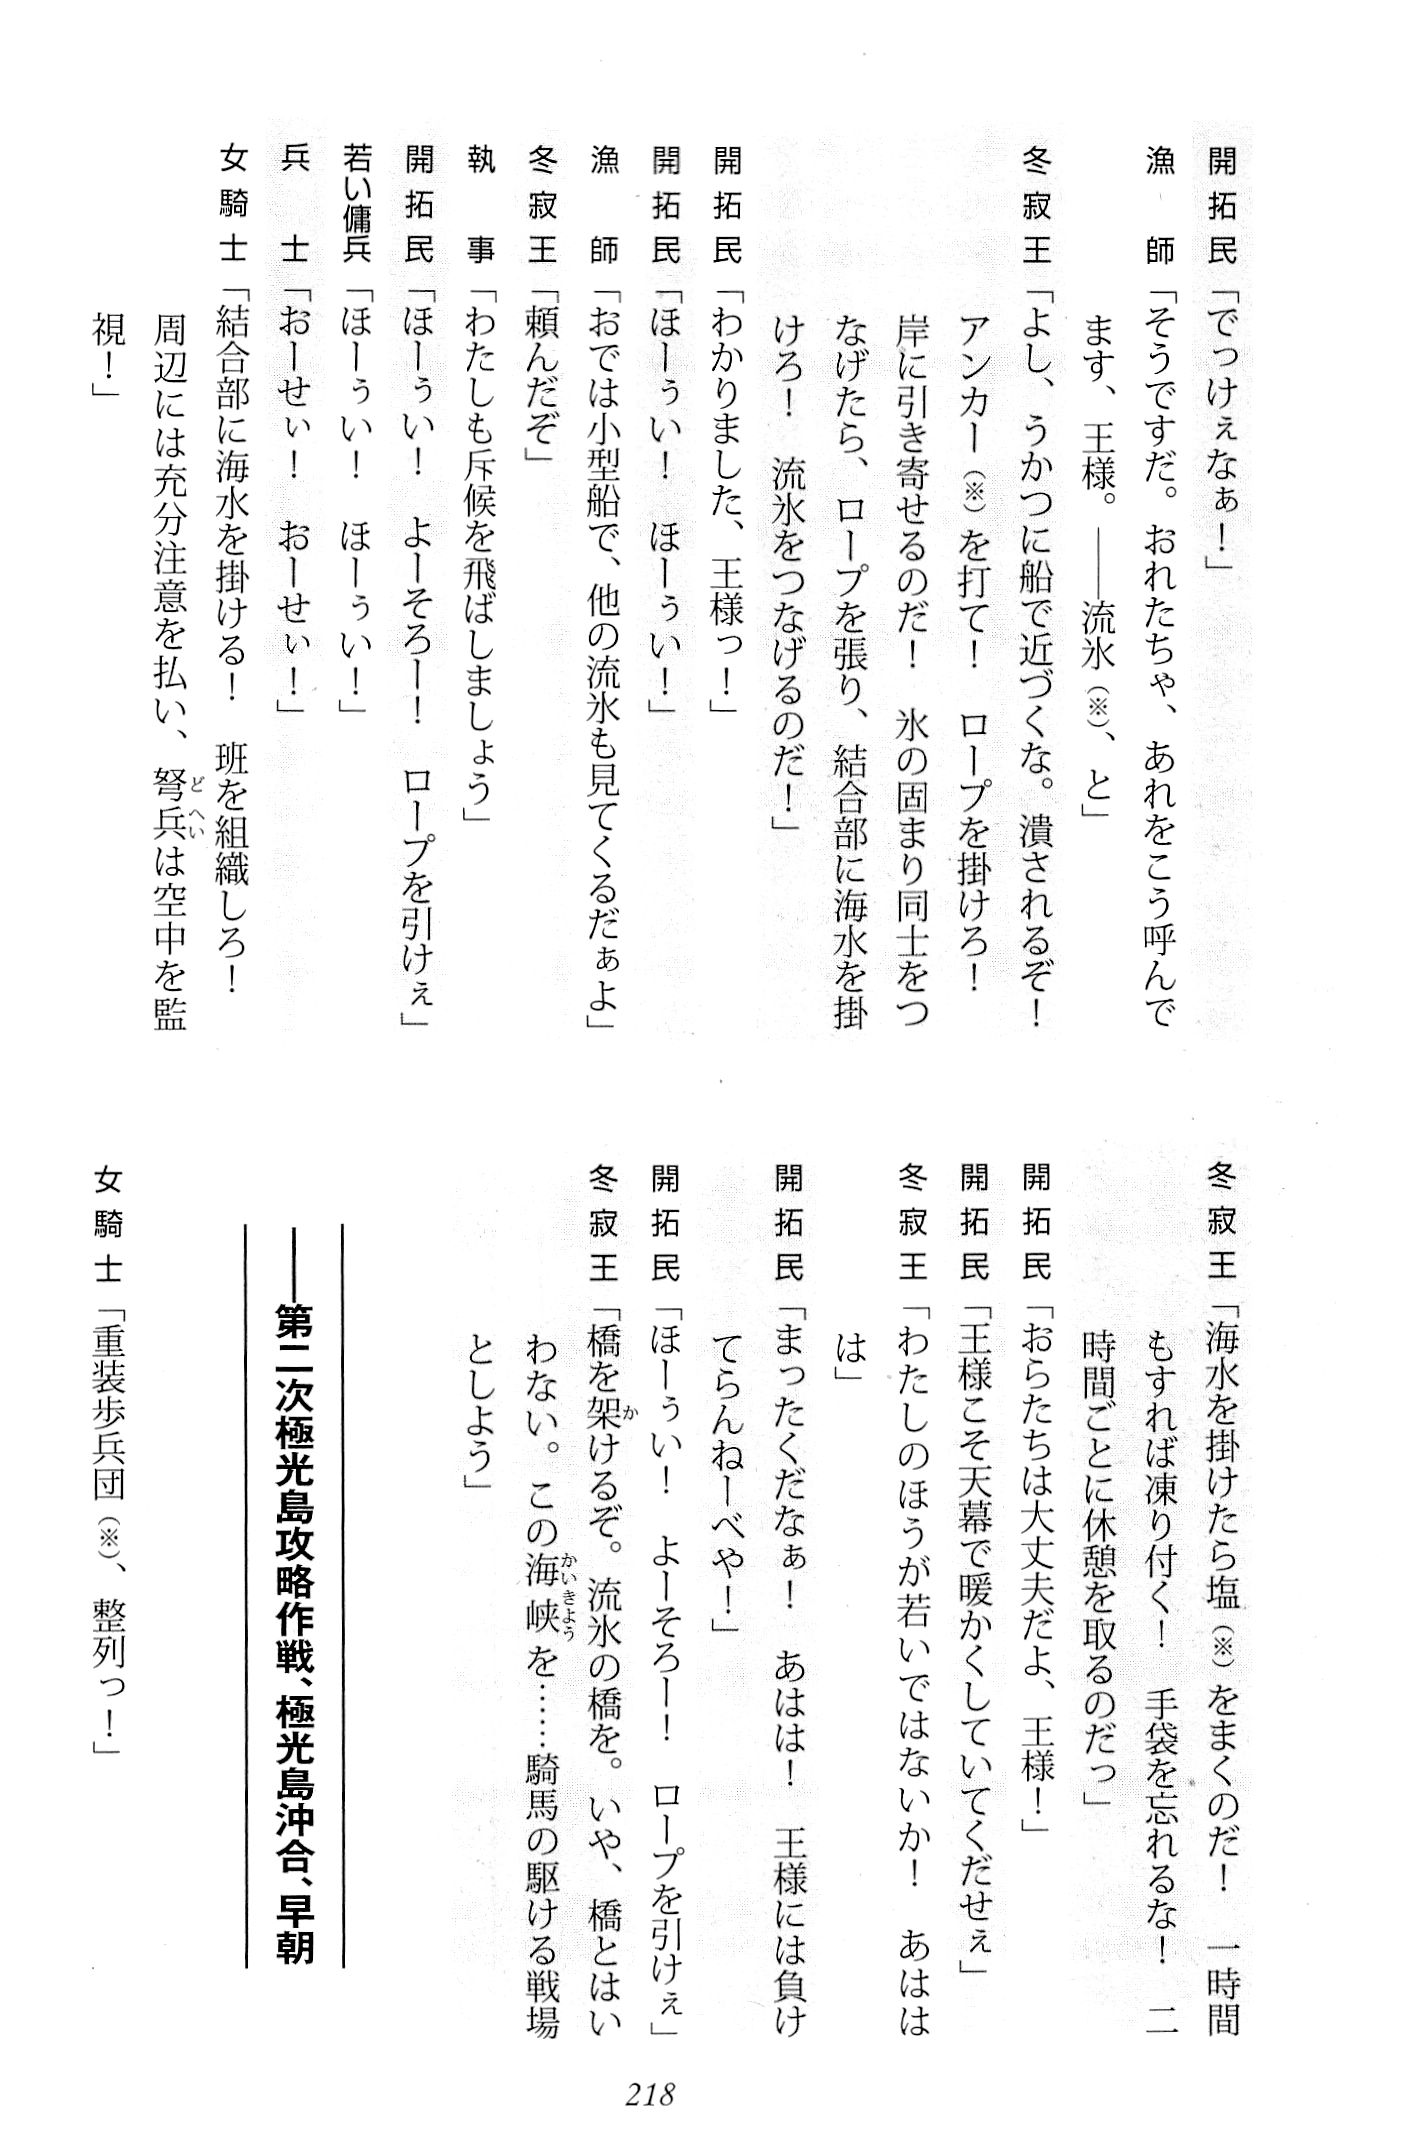 開拓民「でっけぇなぁ！」
漁師「そうですだ。おれたちゃ、あれをこう呼んで
ます、王様。――流氷（※）、と」
冬寂王「よし、うかつに船で近づくな。潰されるぞ！
アンカー（※）を打て！　ロープを掛けろ！
岸に引き寄せるのだ！　氷の固まり同士をつ
なげたら、ロープを張り、結合部に海水を掛
けろ！　流氷をつなげるのだ！」
開拓民「わかりました、王様っ！」
開拓民「ほーぅい！　ほーぅい！」
漁師「おでは小型船で、他の流氷も見てくるだぁよ」
冬寂王「頼んだぞ」
執事「わたしも斥候を飛ばしましょう」
開拓民「ほーぅい！　よーそろー！　ロープを引けぇ」
若い傭兵「ほーぅい！　ほーぅい！」
兵士「おーせぃ！　おーせぃ！」
女騎士「結合部に海水を掛ける！　班を組織しろ！
周辺には充分注意を払い、弩兵は空中を監
どへい
視！」
冬寂王「海水を掛けたら塩（※）をまくのだ！　一時間
もすれば凍り付く！　手袋を忘れるな！　二
時間ごとに休憩を取るのだっ」
開拓民「おらたちは大丈夫だよ、王様！」
開拓民「王様こそ天幕で暖かくしていてくだせぇ」
冬寂王「わたしのほうが若いではないか！　あはは
は」
開拓民「まったくだなぁ！　あはは！　王様には負け
てらんねーべや！」
開拓民「ほーぅい！　よーそろー！　ロープを引けぇ」
冬寂王「橋を架けるぞ。流氷の橋を。いや、橋とはい
か
わない。この海峡を……騎馬の駆ける戦場
かいきよう
としよう」
――第二次極光島攻略作戦、極光島沖合、早朝
女騎士「重装歩兵団（※）、整列っ！」
218